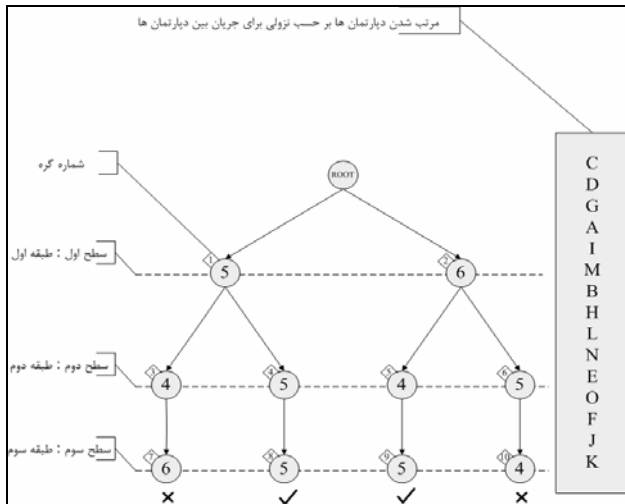 مرتب شدن دپارتمان ها بر حسب نزولی برای جریان بین دپارتمان ها
شماره گره
ROOT
سطح اول : طبقه اول
1
5
2
6
سطح دوم : طبقه دوم
3
4
4
5
5
4
6
5
سطح سوم : طبقه سوم
7
6
8
5
9
5
10
4
× ✓ ✓ ×
C
D
G
A
I
M
B
H
L
N
E
O
F
J
K